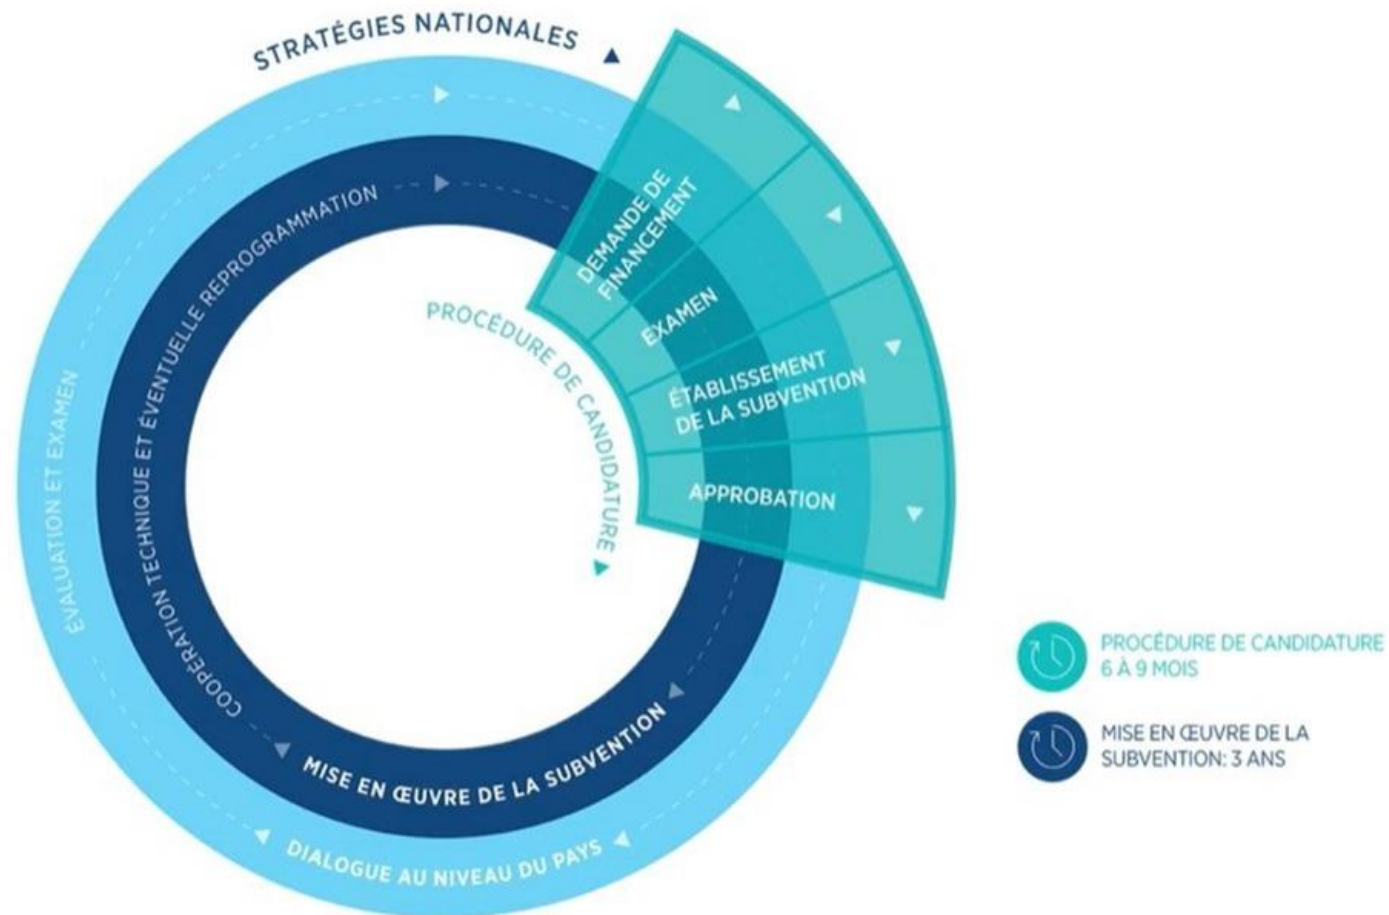 STRATÉGIES NATIONALES
DEMANDE DE
FINANCEMENT
EXAMEN
ÉTABLISSEMENT
DE LA SUBVENTION
APPROBATION
PROCÉDURE DE CANDIDATURE
COOPÉRATION TECHNIQUE ET ÉVENTUELLE REPROGRAMMATION
ÉVALUATION ET EXAMEN
MISE EN ŒUVRE DE LA SUBVENTION
DIALOGUE AU NIVEAU DU PAYS
PROCÉDURE DE CANDIDATURE
6 À 9 MOIS
MISE EN ŒUVRE DE LA
SUBVENTION: 3 ANS